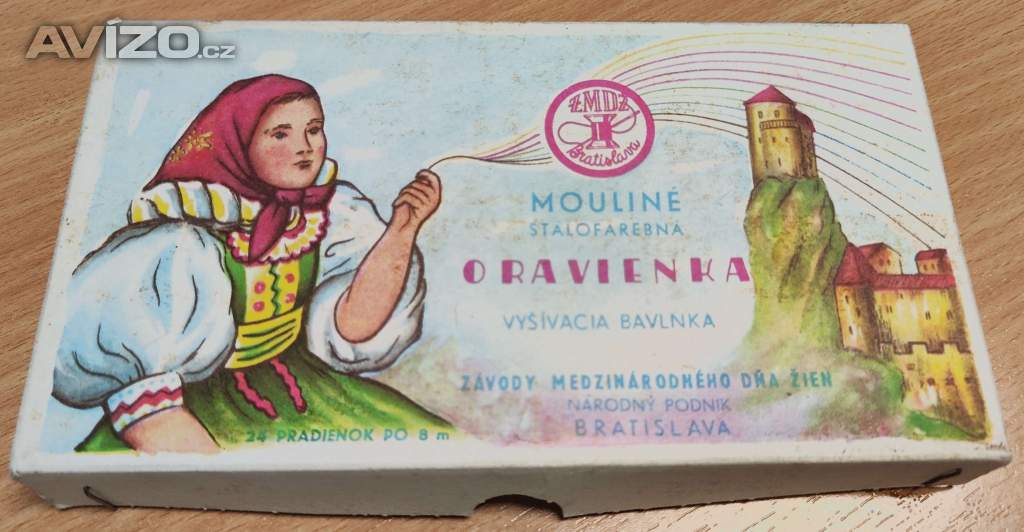 AVÍZO.cz
ZMDŽ
Bratislava
MOULINÉ
STÁLOFAREBNÁ
ORAVIENKA
VYŠÍVACIA BAVLNKA
ZÁVODY MEDZINÁRODNÉHO DŇA ŽIEN
NÁRODNÝ PODNIK
BRATISLAVA
24 PRADIENOK PO 8 m